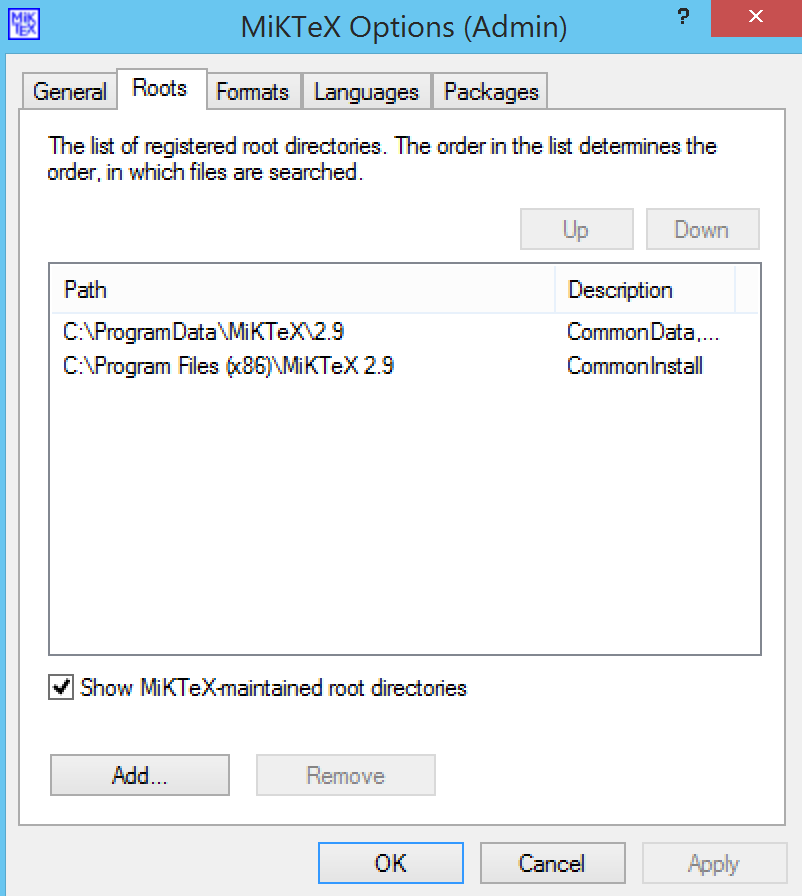 MiKTeX Options (Admin)
?
General Roots Formats Languages Packages
The list of registered root directories. The order in the list determines the
order, in which files are searched.
Up Down
Path Description
C:\ProgramData\MiKTeX\2.9 CommonData,...
C:\Program Files (x86)\MiKTeX 2.9 CommonInstall
Show MiKTeX-maintained root directories
Add... Remove
OK Cancel Apply